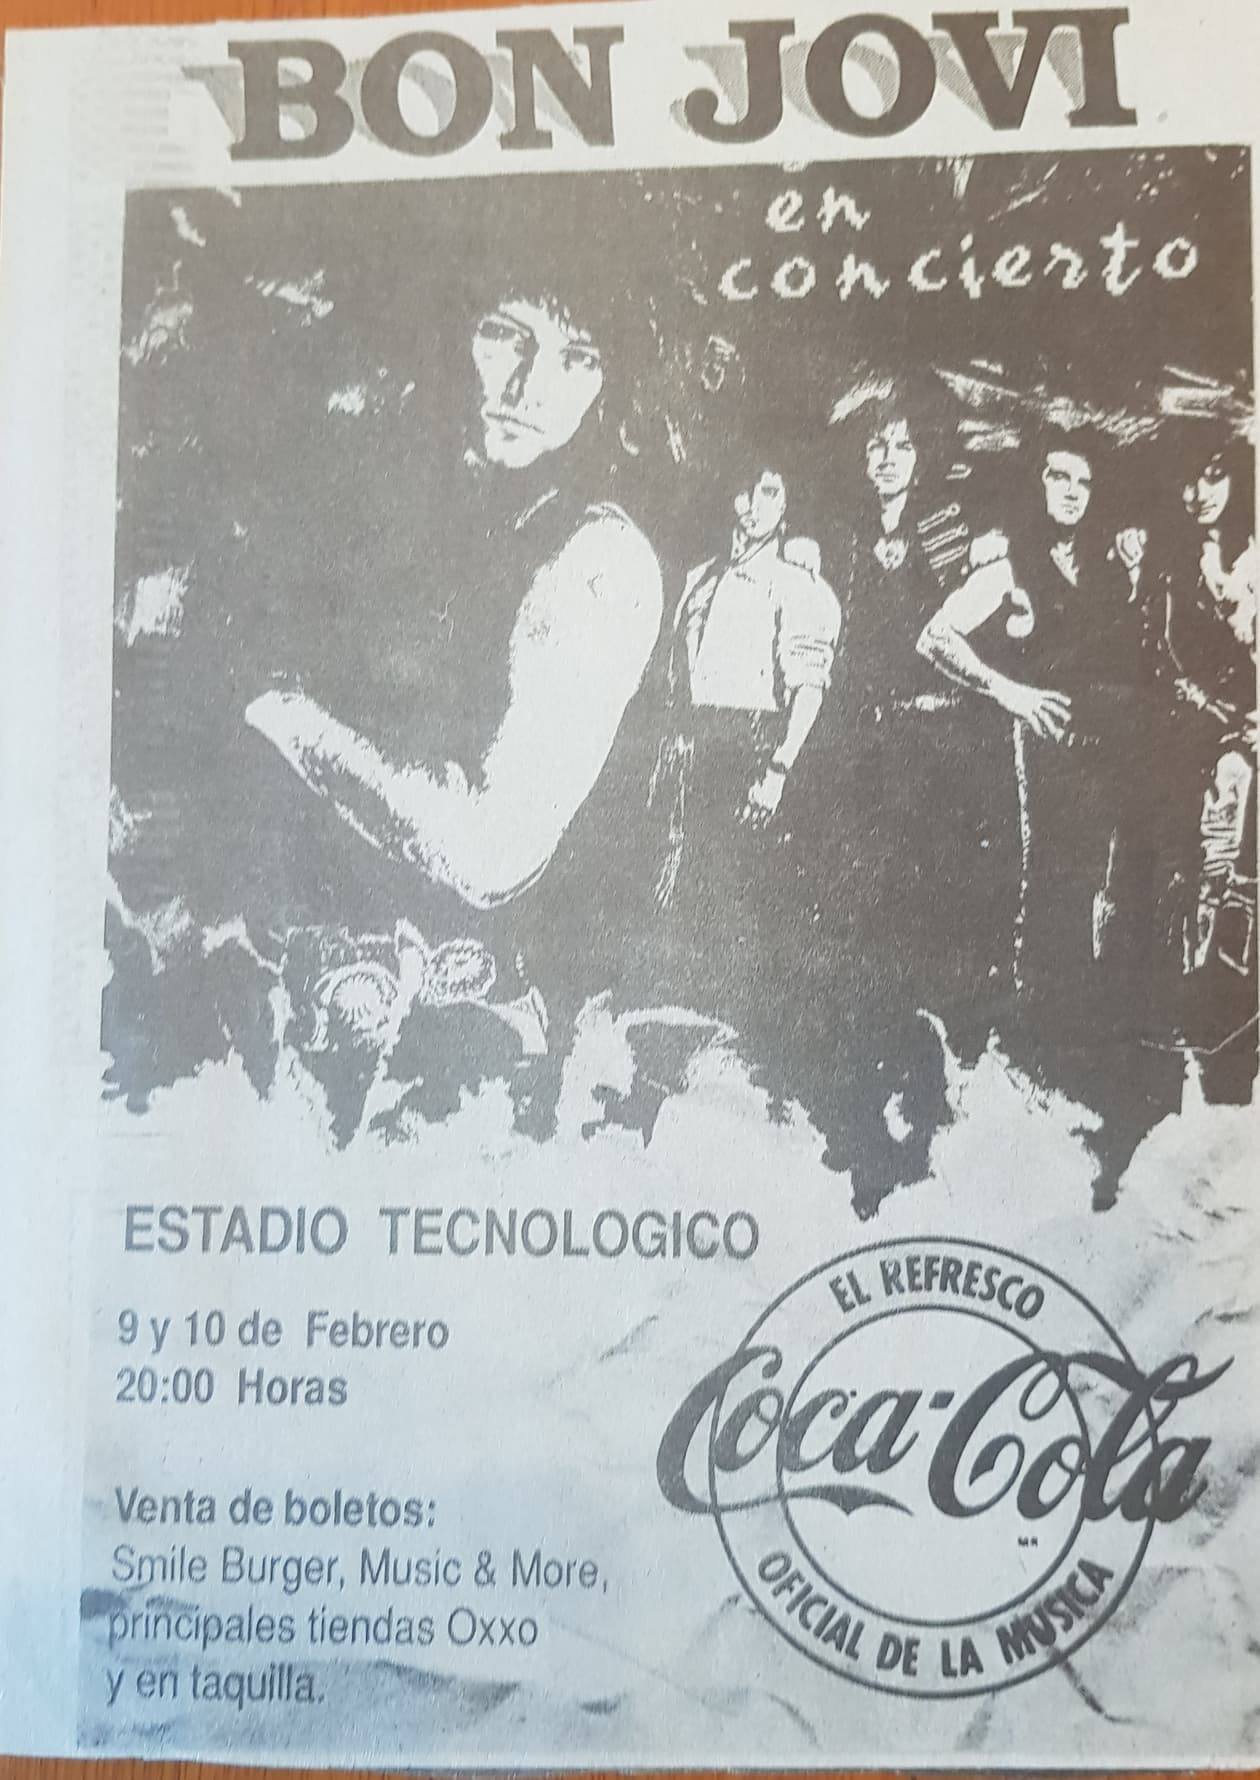 BON JOVI
en
concierto
ESTADIO TECNOLOGICO
9 y 10 de Febrero
20:00 Horas
Venta de boletos:
Smile Burger, Music & More,
principales tiendas Oxxo
y en taquilla.
EL REFRESCO
Coca-Cola
MR
OFICIAL DE LA MUSICA